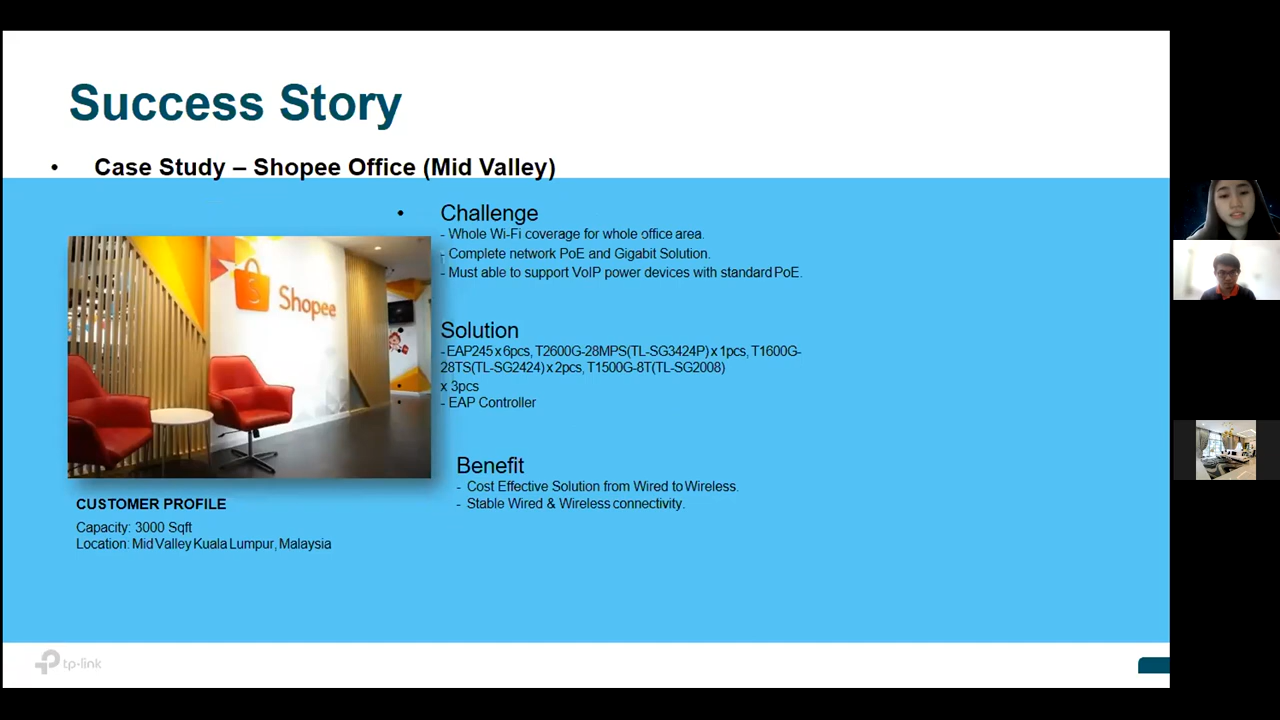 Success Story
• Case Study – Shopee Office (Mid Valley)
• Challenge
- Whole Wi-Fi coverage for whole office area.
- Complete network PoE and Gigabit Solution.
- Must able to support VoIP power devices with standard PoE.
Shopee
Solution
- EAP245 x 6pcs, T2600G-28MPS(TL-SG3424P) x 1pcs, T1600G-
28TS(TL-SG2424) x 2pcs, T1500G-8T(TL-SG2008)
x 3pcs
- EAP Controller
Benefit
- Cost Effective Solution from Wired to Wireless.
- Stable Wired & Wireless connectivity.
CUSTOMER PROFILE
Capacity: 3000 Sqft
Location: Mid Valley Kuala Lumpur, Malaysia
tp-link